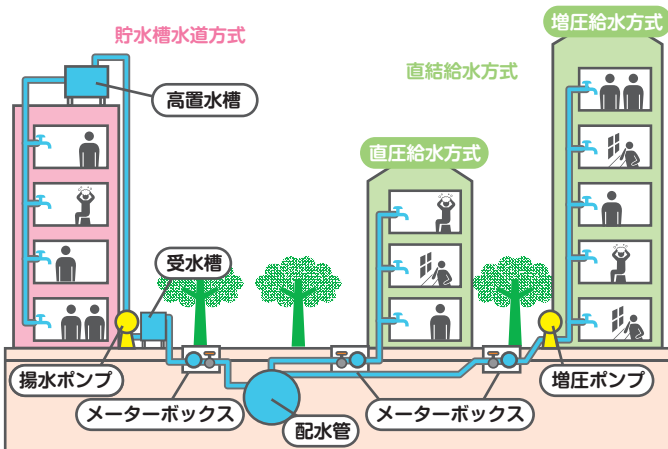 貯水槽水道方式
増圧給水方式
直結給水方式
高置水槽
直圧給水方式
受水槽
揚水ポンプ
メーターボックス
メーターボックス
増圧ポンプ
配水管